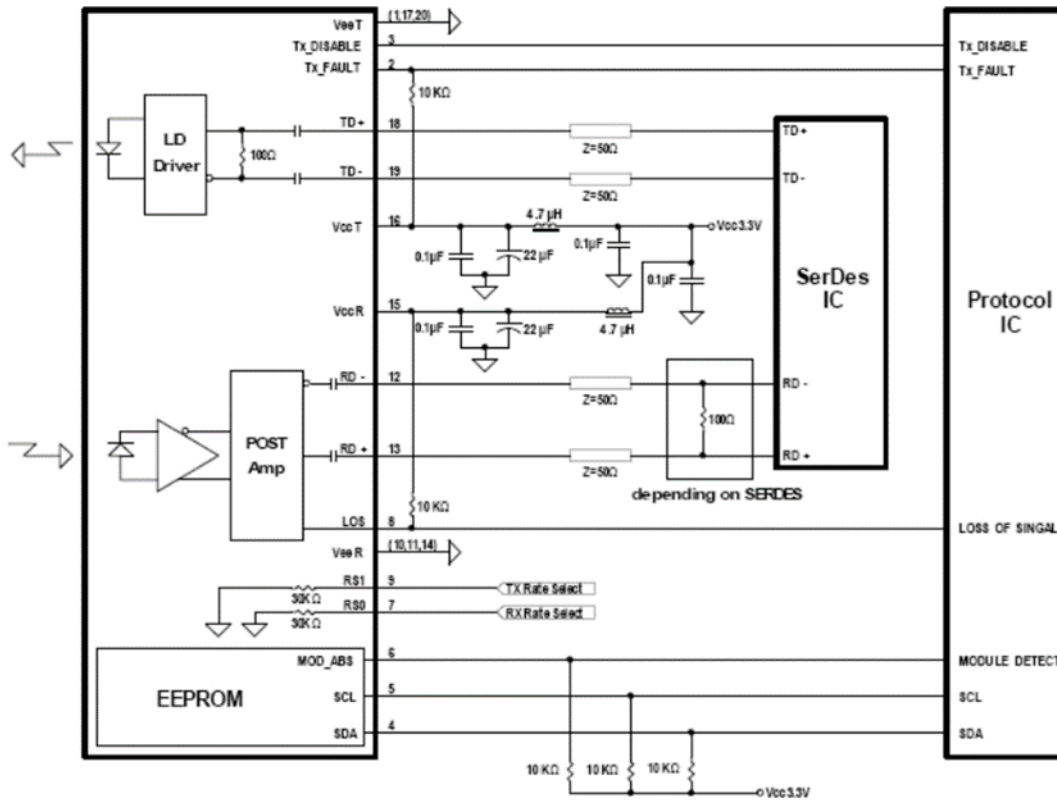 VeeT (1,17,20)
Tx_DISABLE 3 Tx_DISABLE
Tx_FAULT 2 Tx_FAULT
10 KΩ
LD Driver
100Ω
TD+ 18 Z=50Ω TD+
TD- 19 Z=50Ω TD-
VccT 16 4.7 µH Vcc3.3V
0.1µF 22 µF 0.1µF 0.1µF
SerDes IC
Protocol IC
VccR 15
0.1µF 22 µF 4.7 µH
RD - 12 Z=50Ω RD -
100Ω
POST Amp
RD+ 13 Z=50Ω RD +
depending on SERDES
10 KΩ
LOS 8 LOSS OF SINGAL
VeeR (10,11,14)
RS1 9 TX Rate Select
30KΩ
RS0 7 RX Rate Select
30KΩ
MOD_ABS 6 MODULE DETECT
EEPROM
SCL 5 SCL
SDA 4 SDA
10 KΩ 10 KΩ 10 KΩ
Vcc3.3V